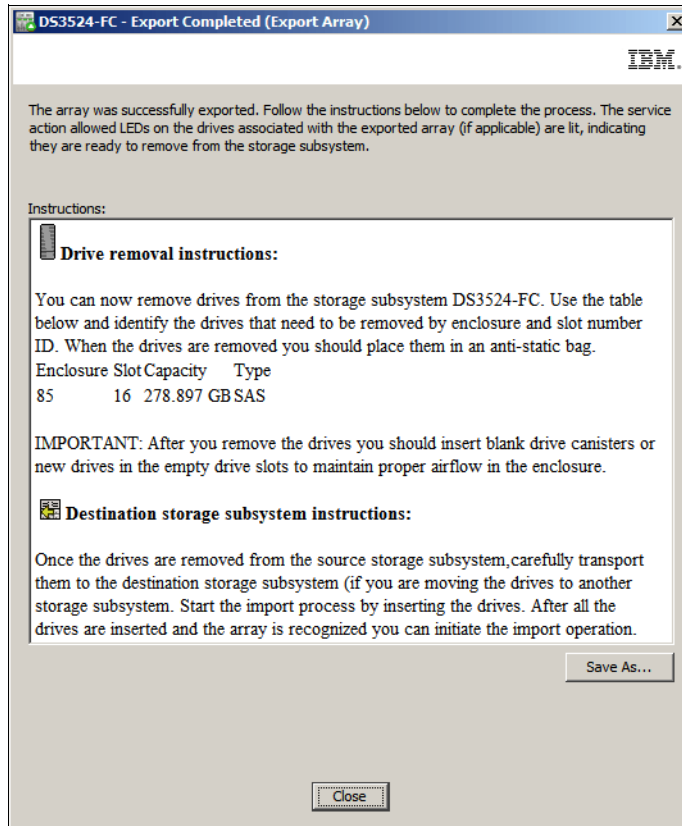 DS3524-FC - Export Completed (Export Array)
IBM.
The array was successfully exported. Follow the instructions below to complete the process. The service
action allowed LEDs on the drives associated with the exported array (if applicable) are lit, indicating
they are ready to remove from the storage subsystem.
Instructions:
Drive removal instructions:
You can now remove drives from the storage subsystem DS3524-FC. Use the table
below and identify the drives that need to be removed by enclosure and slot number
ID. When the drives are removed you should place them in an anti-static bag.
Enclosure Slot Capacity Type
85 16 278.897 GB SAS
IMPORTANT: After you remove the drives you should insert blank drive canisters or
new drives in the empty drive slots to maintain proper airflow in the enclosure.
Destination storage subsystem instructions:
Once the drives are removed from the source storage subsystem,carefully transport
them to the destination storage subsystem (if you are moving the drives to another
storage subsystem. Start the import process by inserting the drives. After all the
drives are inserted and the array is recognized you can initiate the import operation.
Save As...
Close